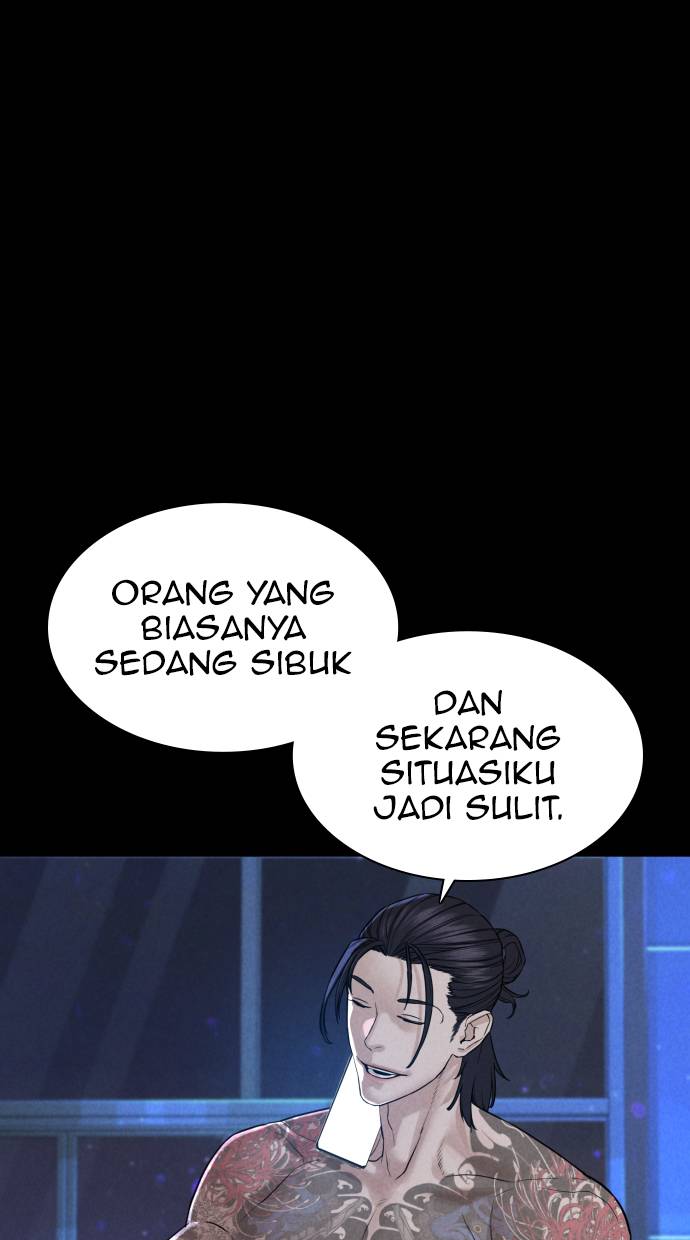 ORANG YANG
BIASANYA
SEDANG SIBUK
DAN
SEKARANG
SITUASIKU
JADI SULIT.